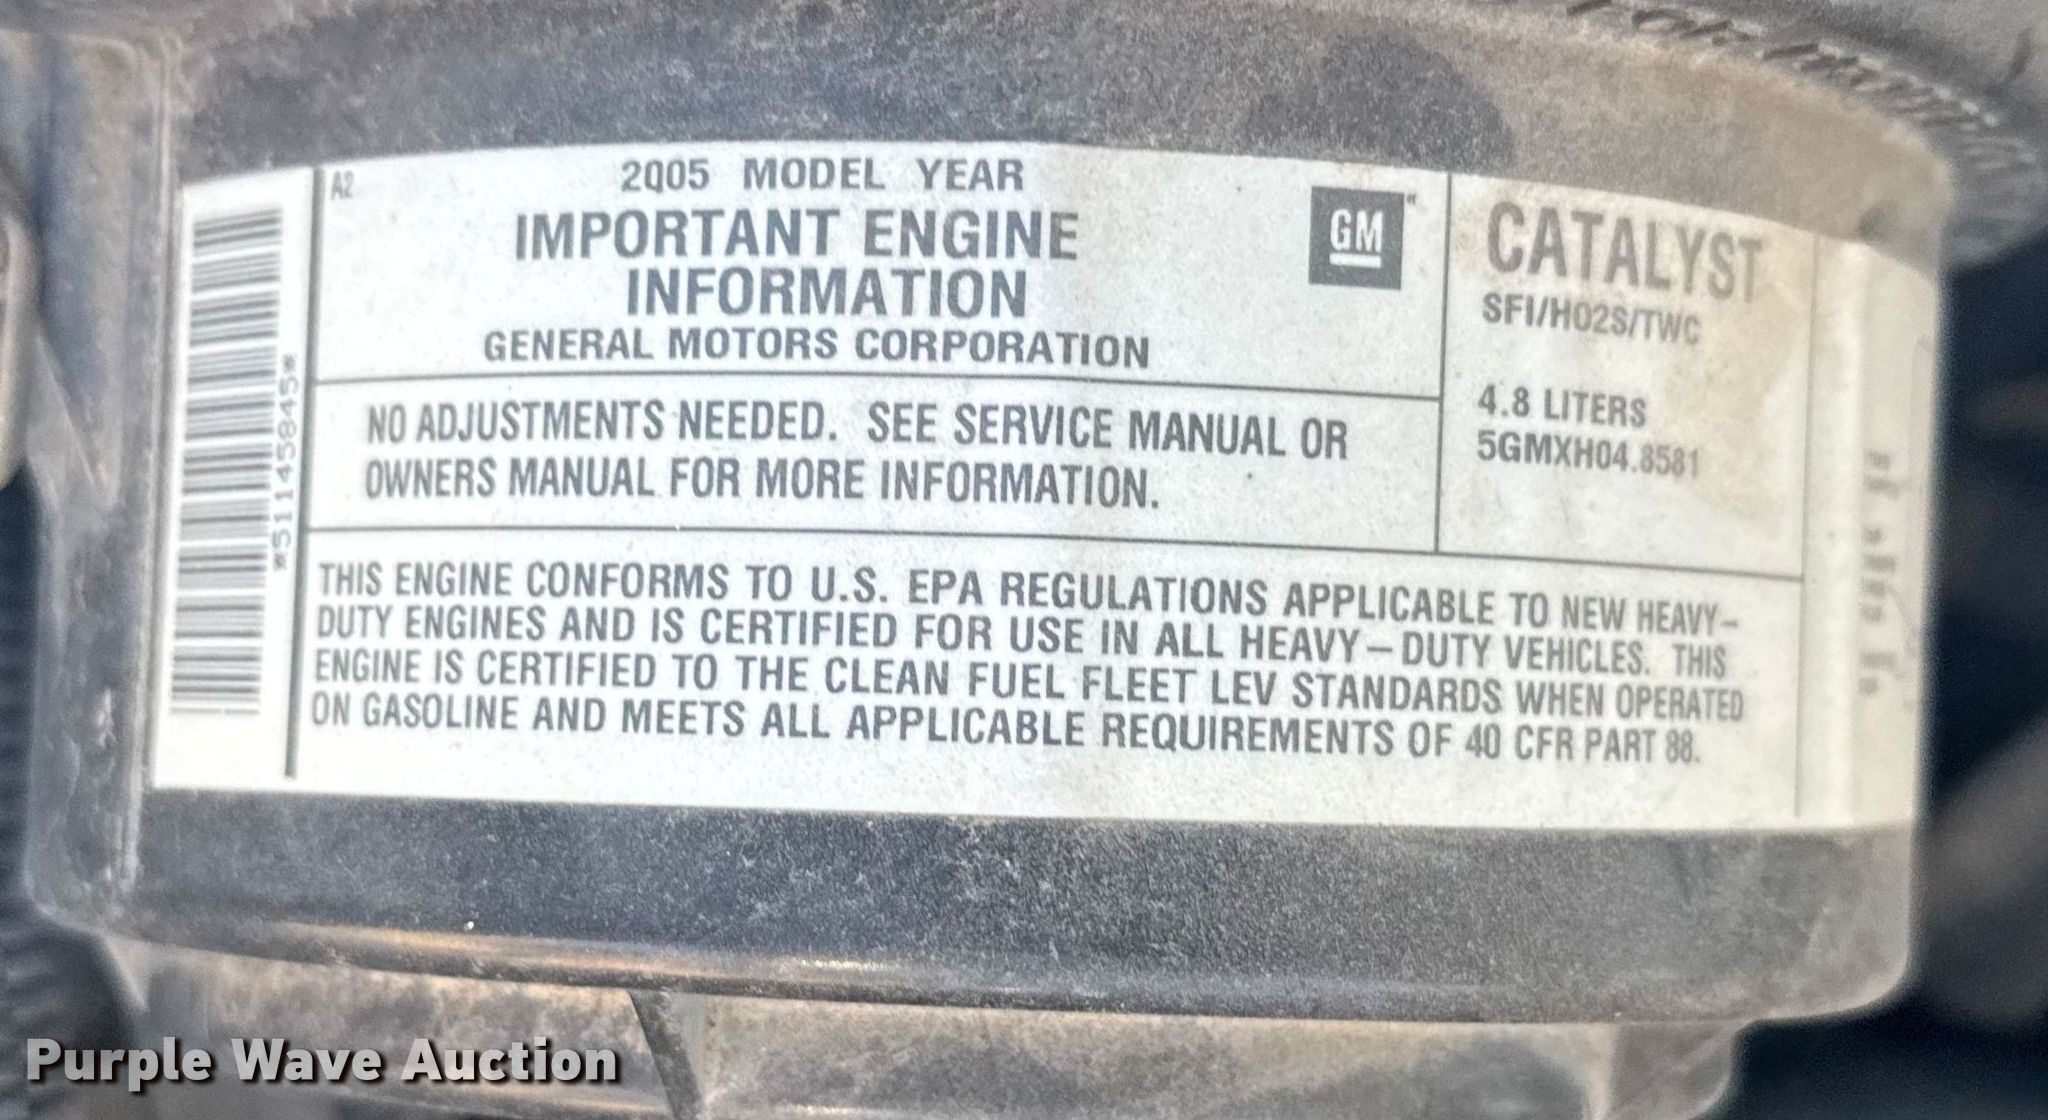 A2
2005 MODEL YEAR
IMPORTANT ENGINE
INFORMATION
GENERAL MOTORS CORPORATION
GM
NO ADJUSTMENTS NEEDED. SEE SERVICE MANUAL OR
OWNERS MANUAL FOR MORE INFORMATION.
CATALYST
SFI/HO2S/TWC
4.8 LITERS
5GMXH04.8581
*51145845*
THIS ENGINE CONFORMS TO U.S. EPA REGULATIONS APPLICABLE TO NEW HEAVY-
DUTY ENGINES AND IS CERTIFIED FOR USE IN ALL HEAVY-DUTY VEHICLES. THIS
ENGINE IS CERTIFIED TO THE CLEAN FUEL FLEET LEV STANDARDS WHEN OPERATED
ON GASOLINE AND MEETS ALL APPLICABLE REQUIREMENTS OF 40 CFR PART 88.
Purple Wave Auction